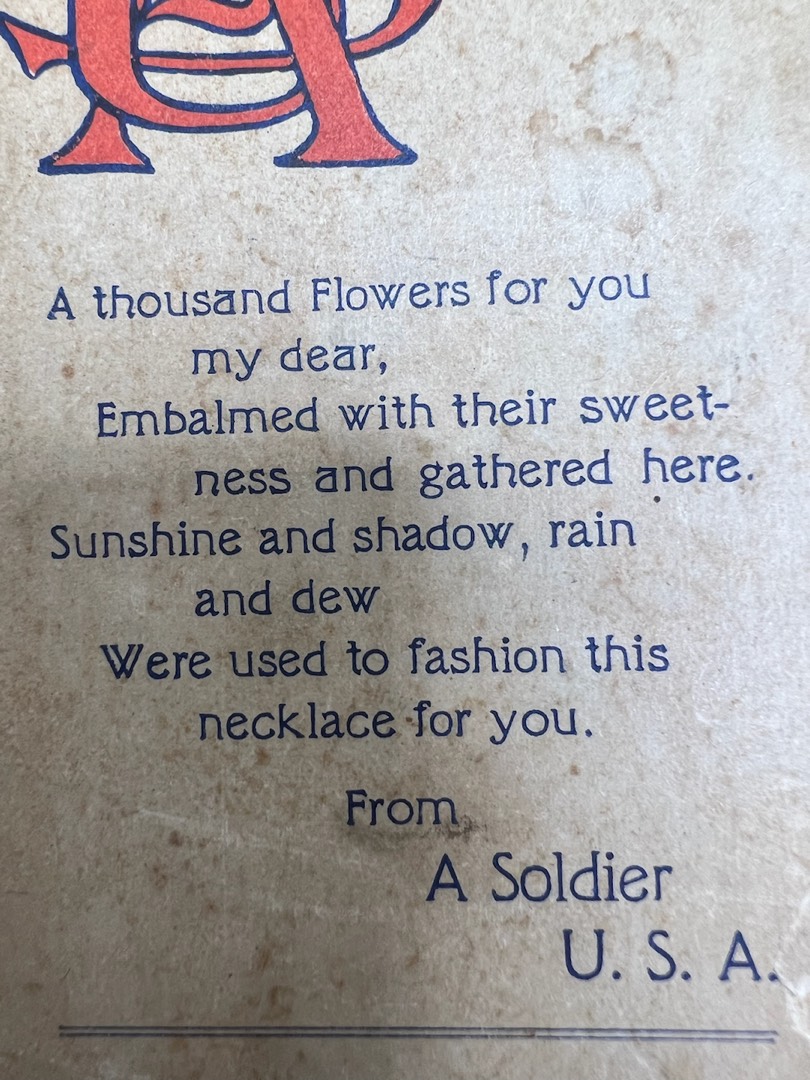 A thousand Flowers for you
my dear,
Embalmed with their sweet-
ness and gathered here.
Sunshine and shadow, rain
and dew
Were used to fashion this
necklace for you.
From
A Soldier
U. S. A.